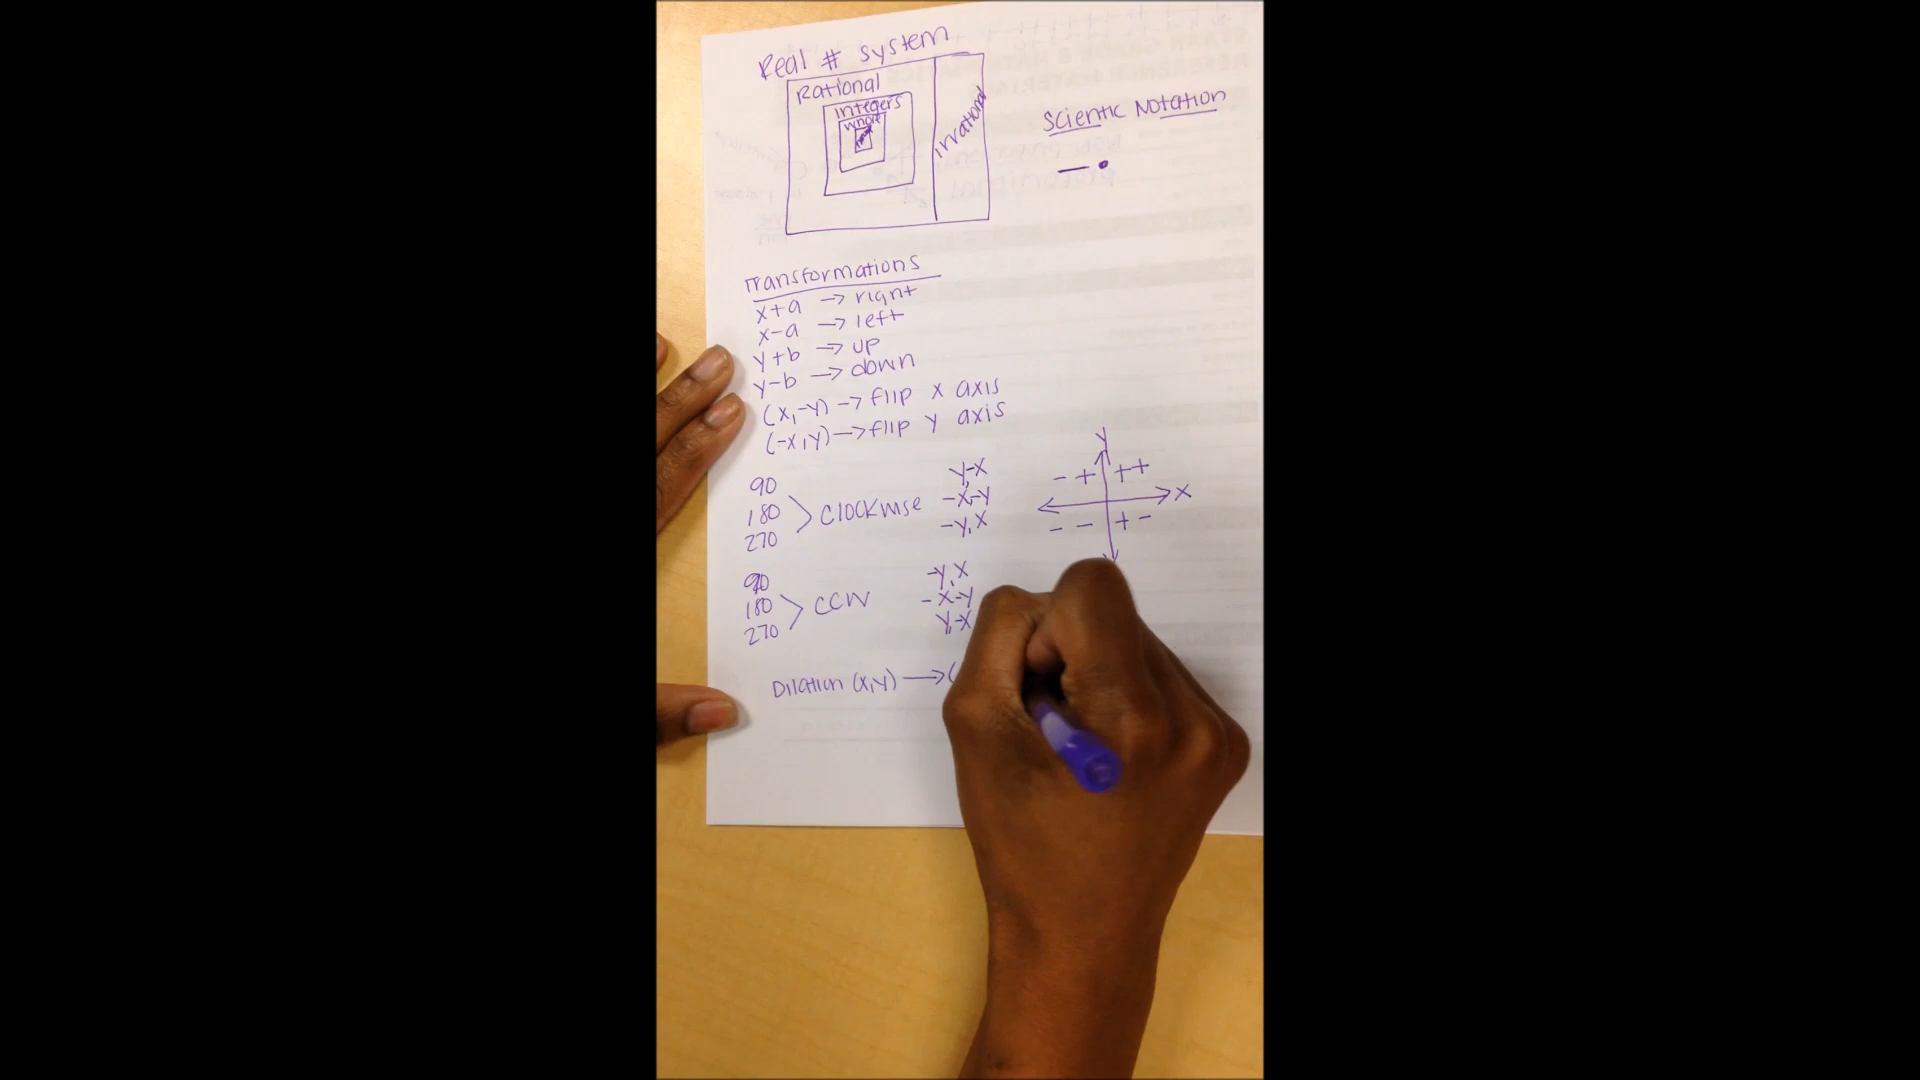 Real # system
Rational
integers
whole
irrational
Scientic Notation
—•
Transformations
x+a → right
x-a → left
y+b → up
y-b → down
(x,-y) → flip x axis
(-x,y) → flip y axis
90
180 > Clockwise
270
y,-x
-x,-y
-y,x
y
- + ++
x
- - + -
90
180 > CCW
270
-y,x
-x-y
y,-x
Dilation (x,y) → (